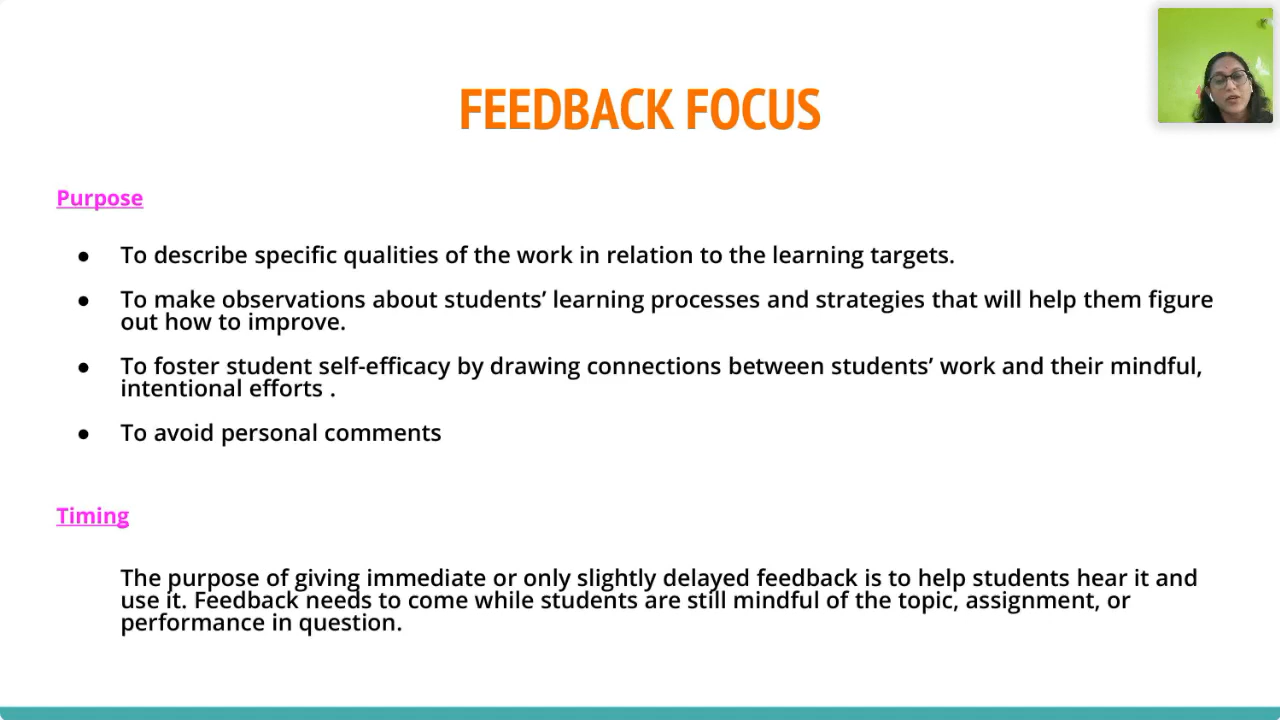 FEEDBACK FOCUS
Purpose
● To describe specific qualities of the work in relation to the learning targets.
● To make observations about students’ learning processes and strategies that will help them figure
out how to improve.
● To foster student self-efficacy by drawing connections between students’ work and their mindful,
intentional efforts .
● To avoid personal comments
Timing
The purpose of giving immediate or only slightly delayed feedback is to help students hear it and
use it. Feedback needs to come while students are still mindful of the topic, assignment, or
performance in question.